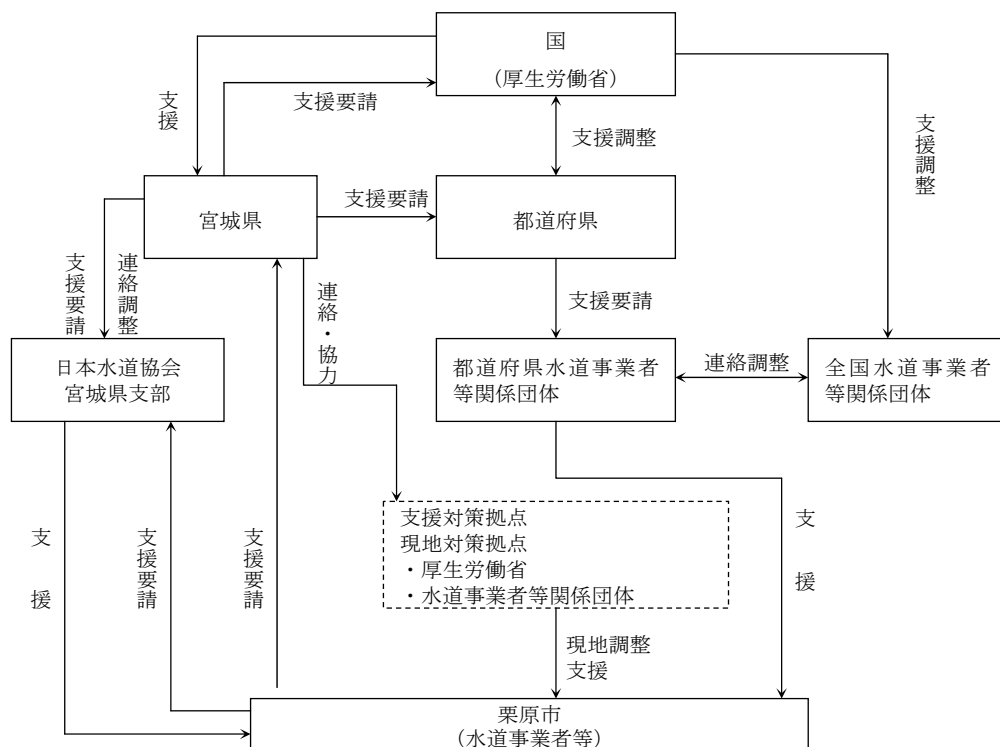 国
（厚生労働省）
支援
支援要請
支援調整
支援調整
宮城県
支援要請
都道府県
支援要請
連絡調整
連絡・協力
支援要請
日本水道協会
宮城県支部
都道府県水道事業者
等関係団体
連絡調整
全国水道事業者
等関係団体
支援対策拠点
現地対策拠点
・厚生労働省
・水道事業者等関係団体
支援
支援要請
支援要請
支援
現地調整
支援
栗原市
（水道事業者等）